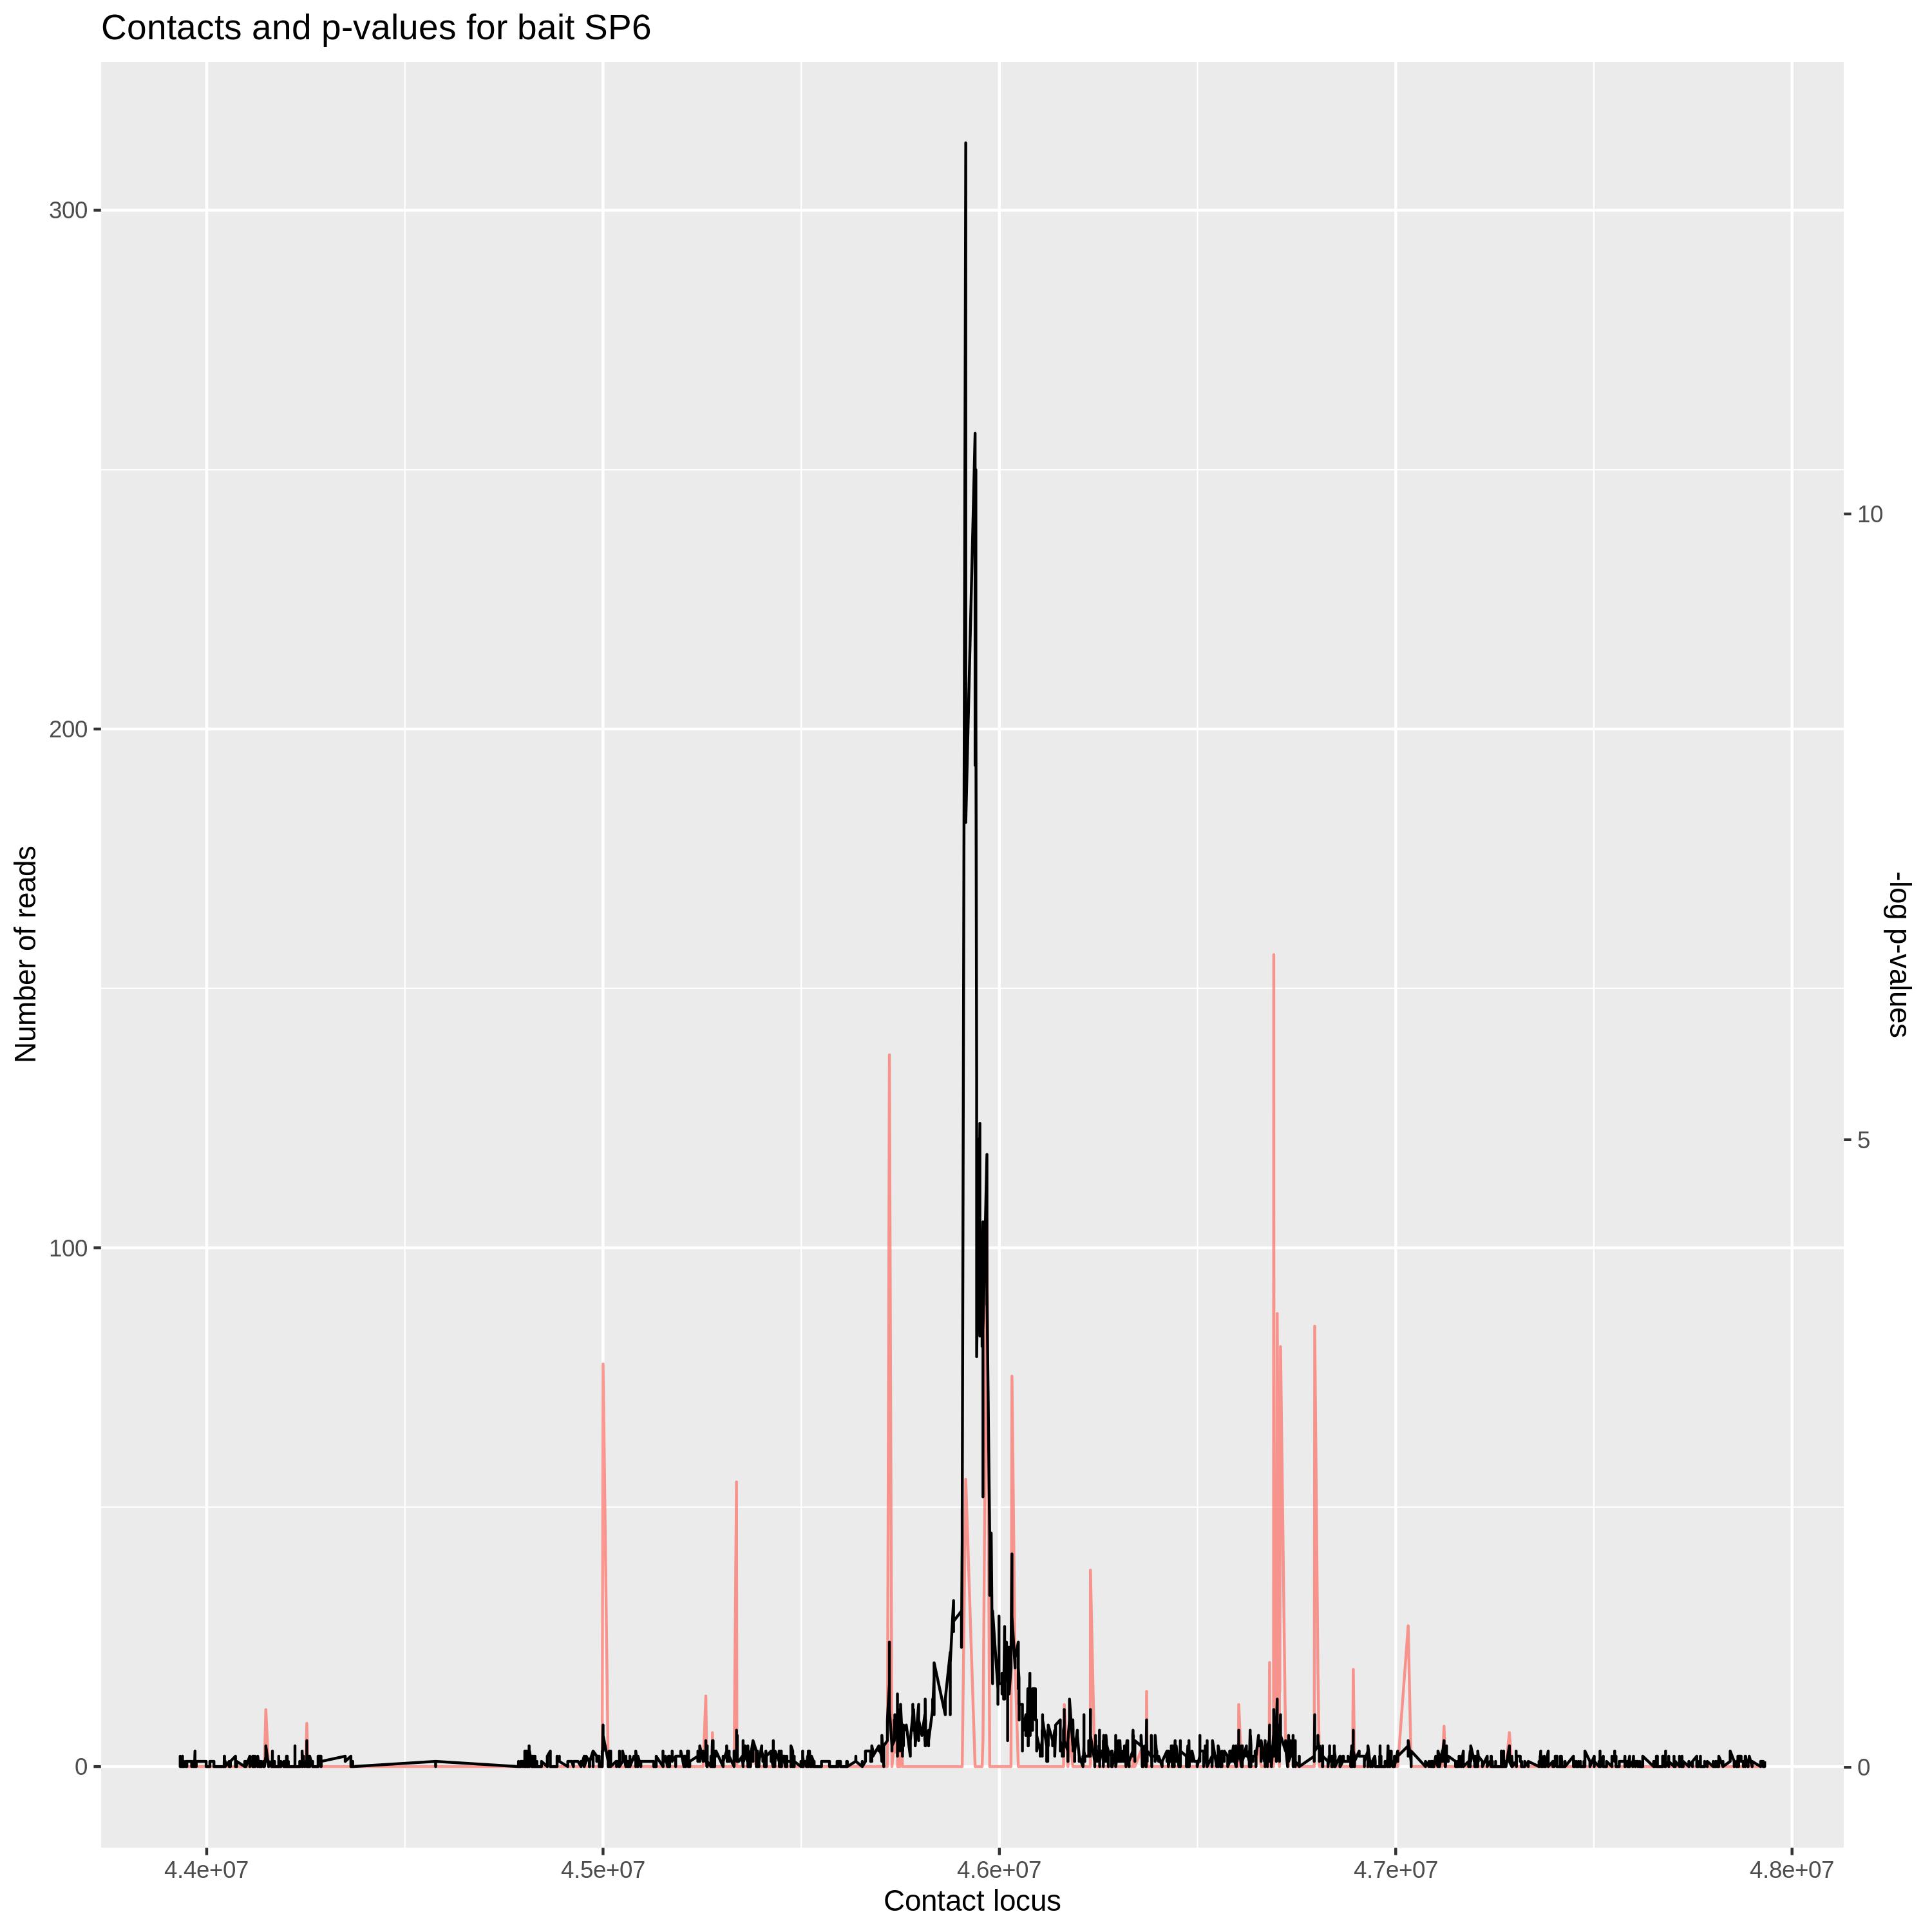 Contacts and p-values for bait SP6
300
200
100
0
Number of reads
10
5
0
-log p-values
4.4e+07 4.5e+07 4.6e+07 4.7e+07 4.8e+07
Contact locus